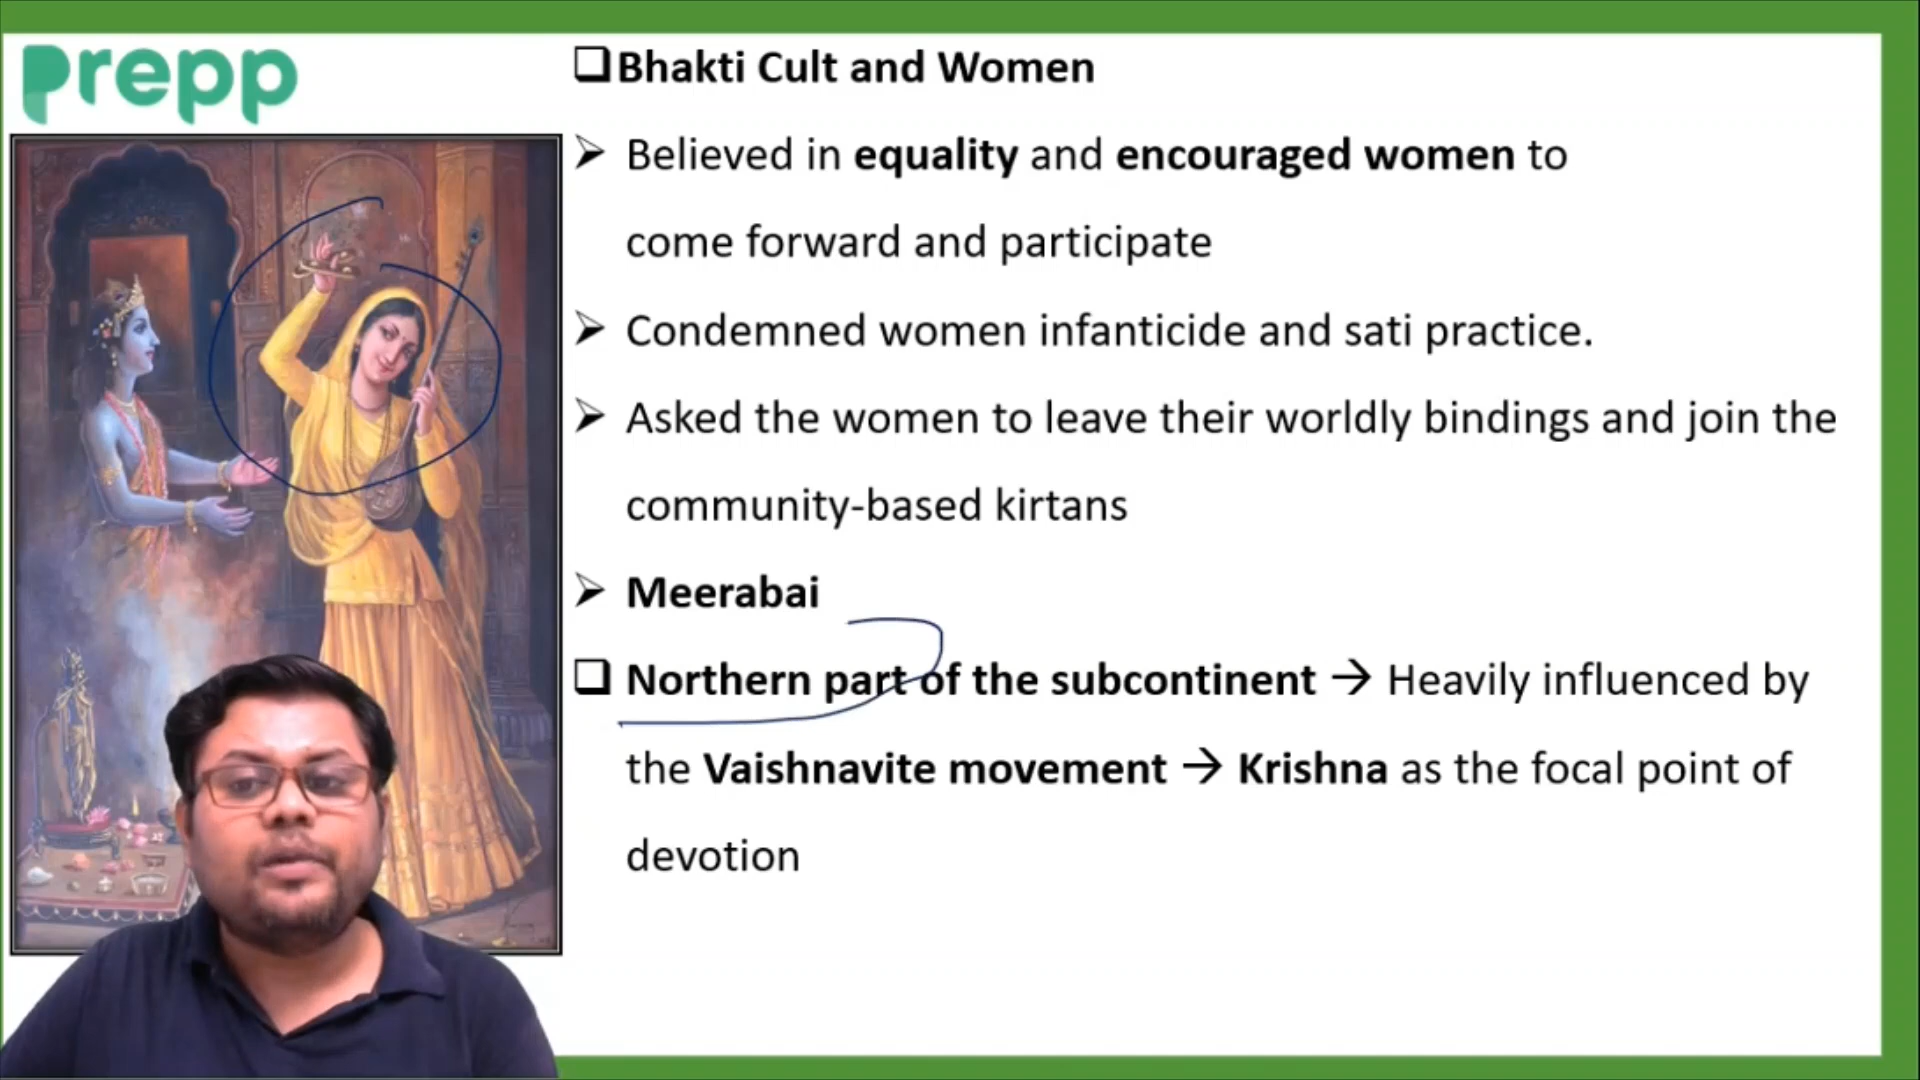 prepp
❑Bhakti Cult and Women
➢ Believed in equality and encouraged women to
come forward and participate
➢ Condemned women infanticide and sati practice.
➢ Asked the women to leave their worldly bindings and join the
community-based kirtans
➢ Meerabai
❑ Northern part of the subcontinent → Heavily influenced by
the Vaishnavite movement → Krishna as the focal point of
devotion